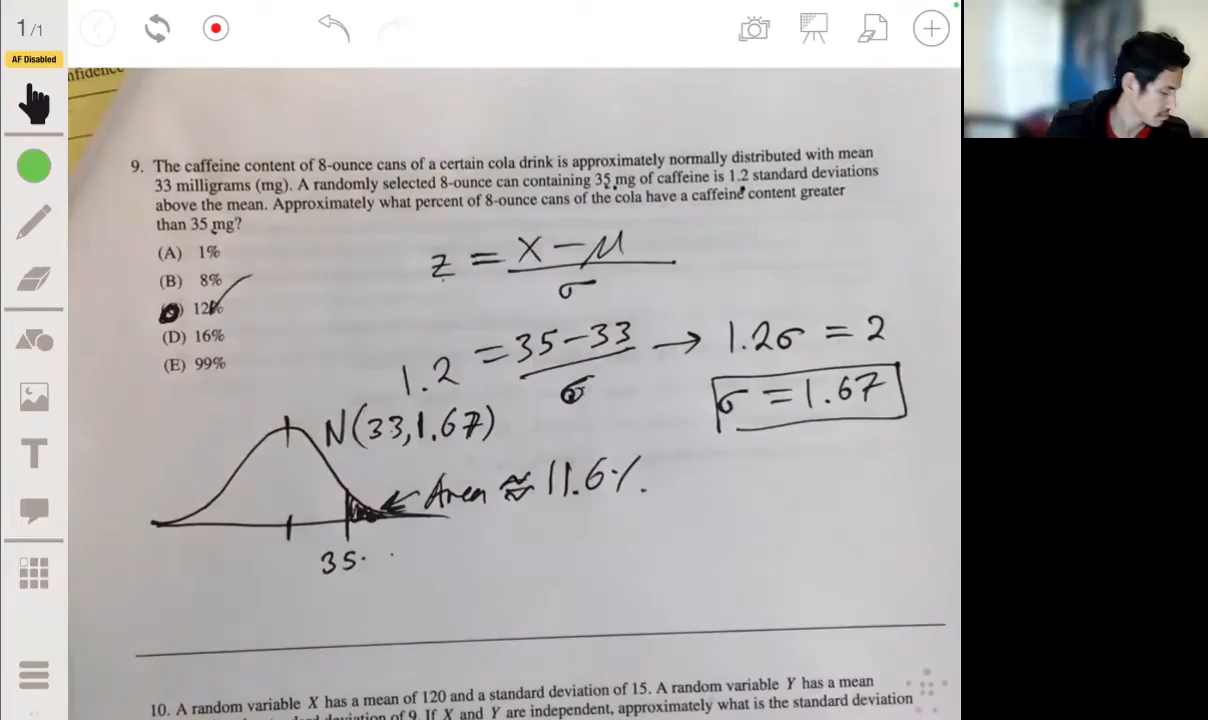 1/1
AF Disabled
nfidence
9. The caffeine content of 8-ounce cans of a certain cola drink is approximately normally distributed with mean
33 milligrams (mg). A randomly selected 8-ounce can containing 35 mg of caffeine is 1.2 standard deviations
above the mean. Approximately what percent of 8-ounce cans of the cola have a caffeine content greater
than 35 mg?
(A) 1%
(B) 8%
12%
(D) 16%
(E) 99%
z = x - μ / σ
1.2 = 35-33 / σ → 1.2σ = 2
σ = 1.67
N(33,1.67)
← Area ≈ 11.6%.
35.
10. A random variable X has a mean of 120 and a standard deviation of 15. A random variable Y has a mean
deviation of 9. If X and Y are independent, approximately what is the standard deviation
T